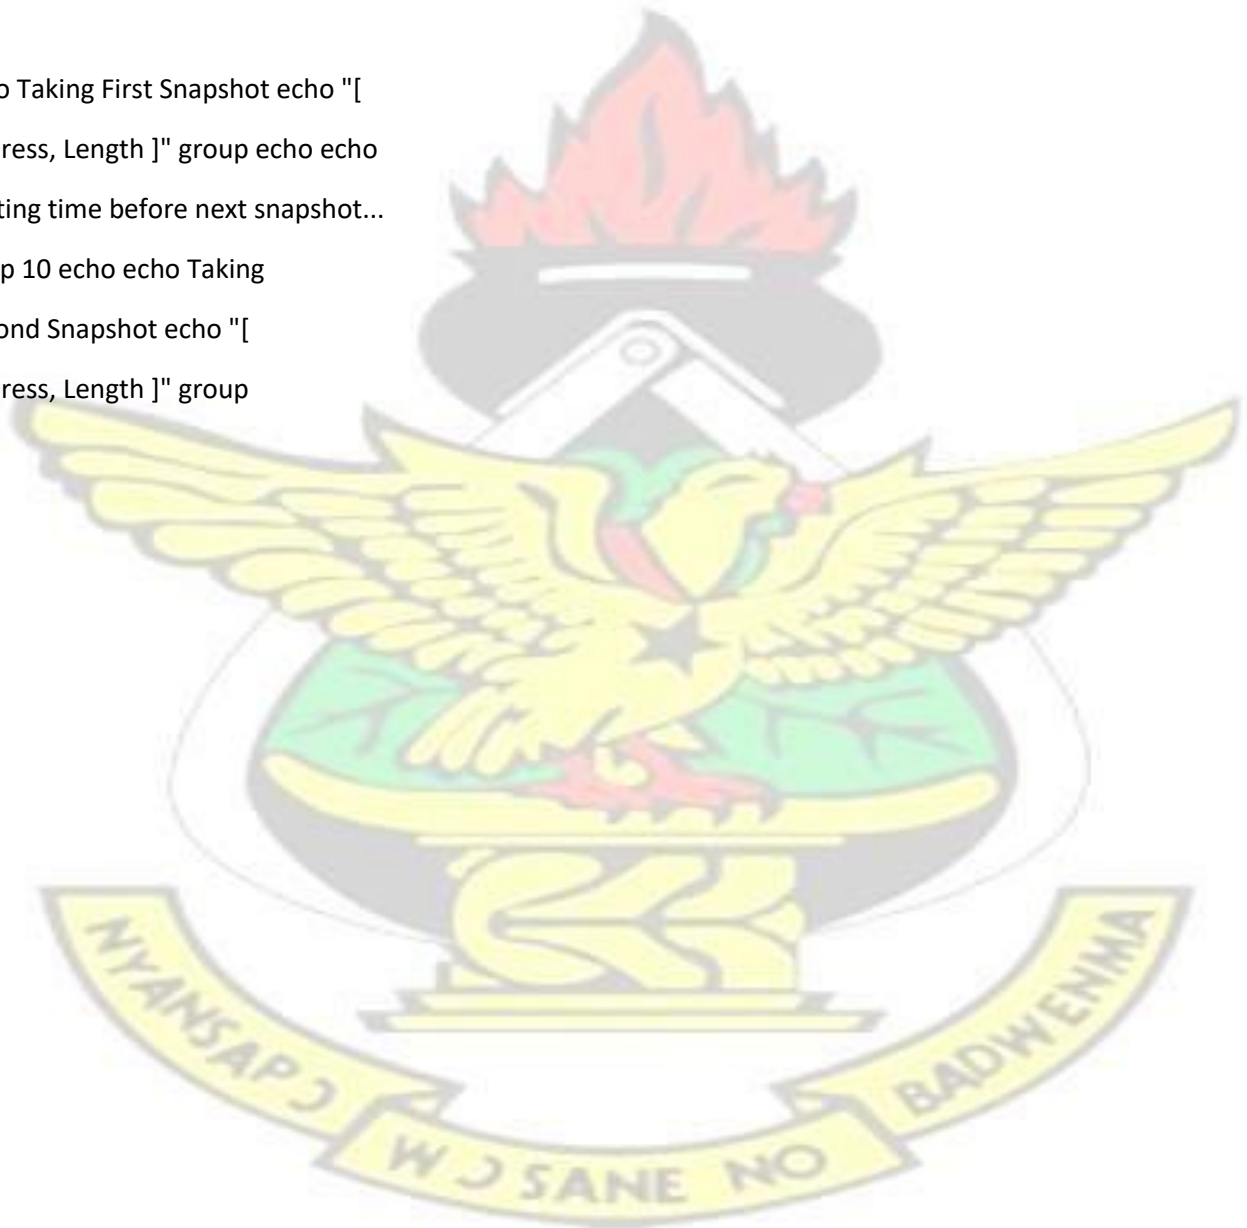 o Taking First Snapshot echo "[
ress, Length ]" group echo echo
ting time before next snapshot...
p 10 echo echo Taking
ond Snapshot echo "[
ress, Length ]" group
NYANSAPƆ
WƆ SANE NO
BADWENMA